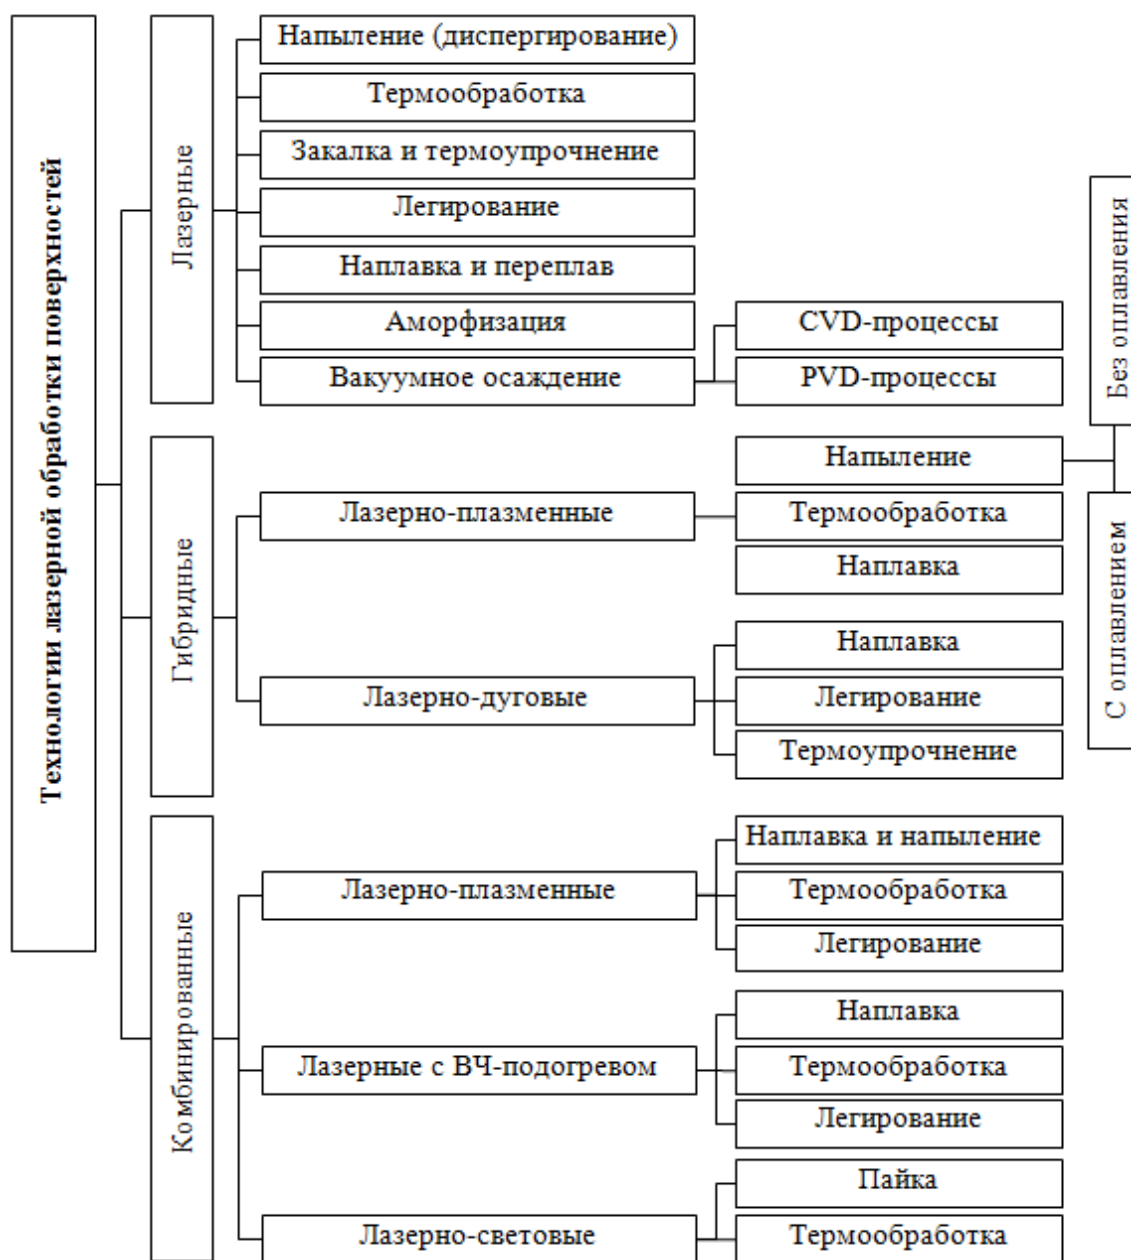 Технологии лазерной обработки поверхностей
Лазерные
Напыление (диспергирование)
Термообработка
Закалка и термоупрочнение
Легирование
Наплавка и переплав
Аморфизация
Вакуумное осаждение
CVD-процессы
PVD-процессы
Гибридные
Лазерно-плазменные
Напыление
Без оплавления
С оплавлением
Термообработка
Наплавка
Лазерно-дуговые
Наплавка
Легирование
Термоупрочнение
Комбинированные
Лазерно-плазменные
Наплавка и напыление
Термообработка
Легирование
Лазерные с ВЧ-подогревом
Наплавка
Термообработка
Легирование
Лазерно-световые
Пайка
Термообработка